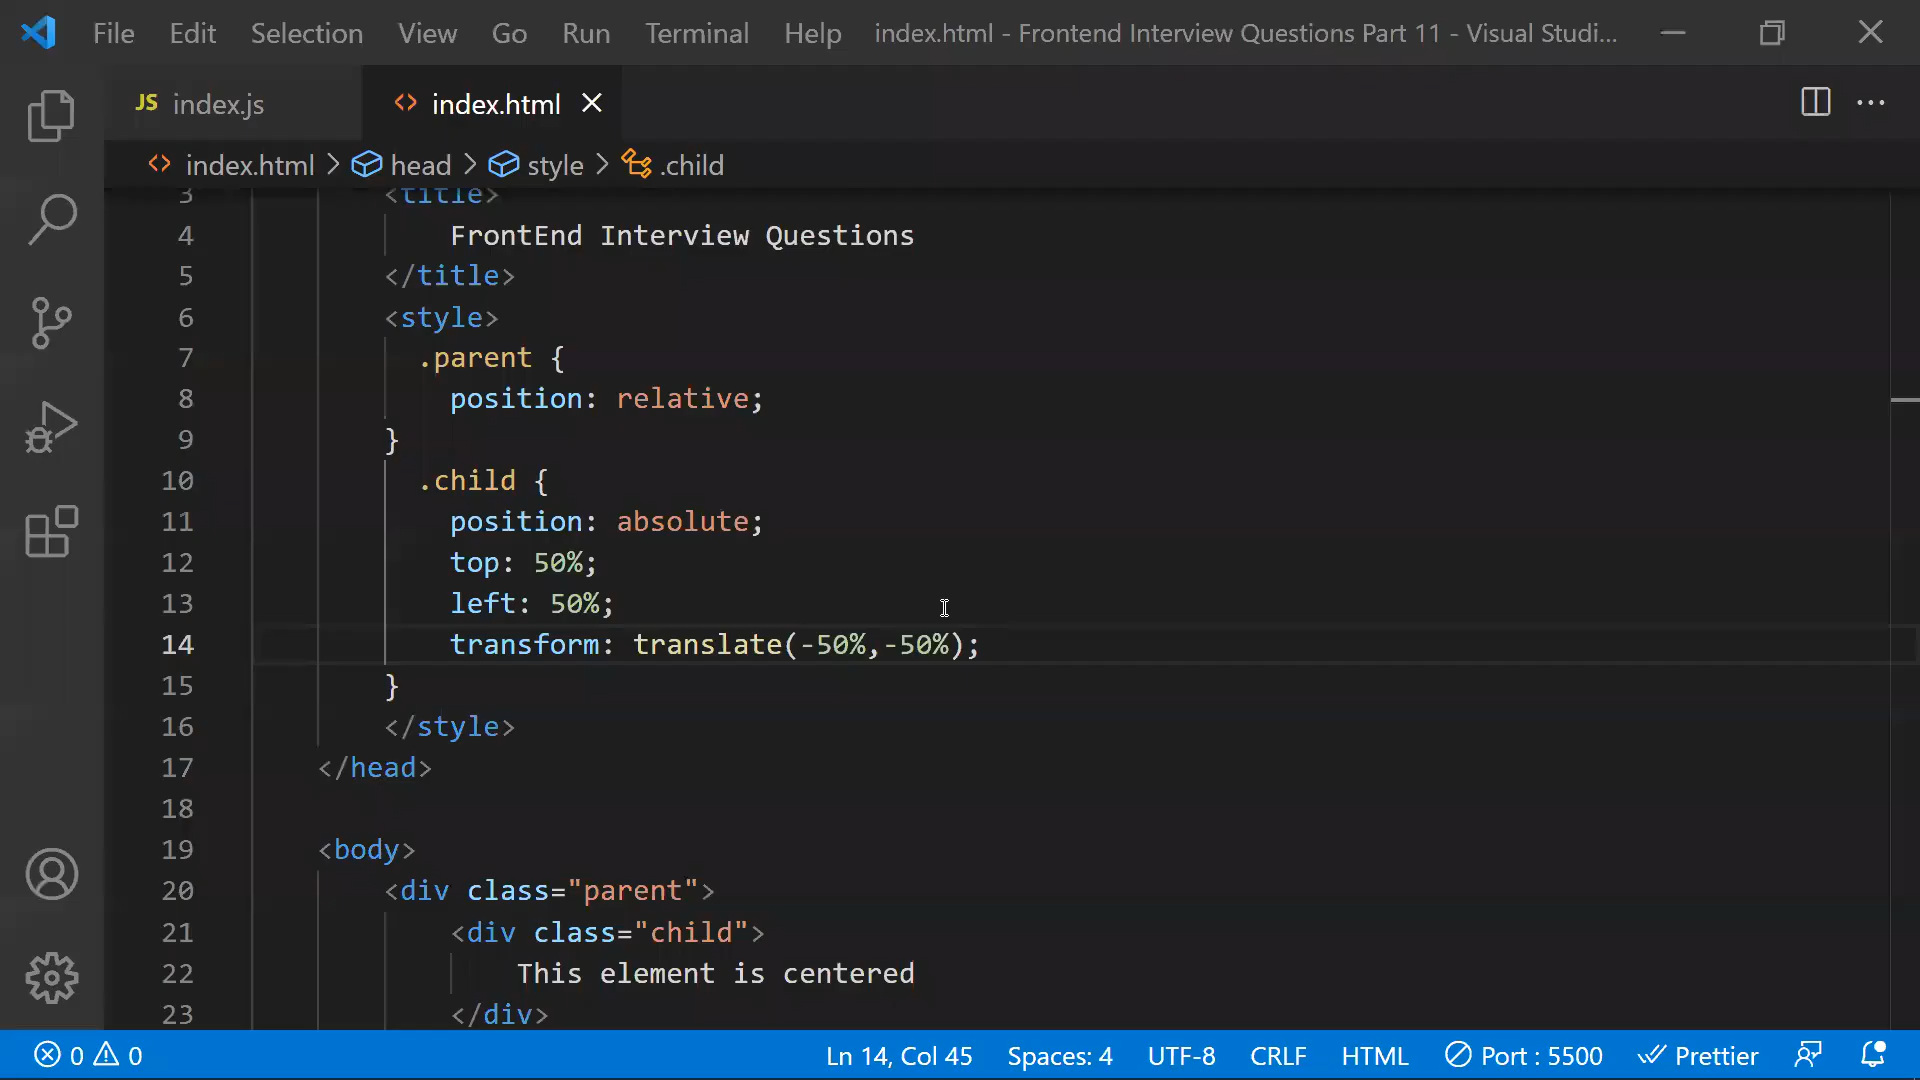 File Edit Selection View Go Run Terminal Help index.html - Frontend Interview Questions Part 11 - Visual Studi...
JS index.js <> index.html
<> index.html > head > style > .child
3 <title>
4 FrontEnd Interview Questions
5 </title>
6 <style>
7 .parent {
8 position: relative;
9 }
10 .child {
11 position: absolute;
12 top: 50%;
13 left: 50%;
14 transform: translate(-50%,-50%);
15 }
16 </style>
17 </head>
18
19 <body>
20 <div class="parent">
21 <div class="child">
22 This element is centered
23 </div>
0 0 Ln 14, Col 45 Spaces: 4 UTF-8 CRLF HTML Port : 5500 Prettier